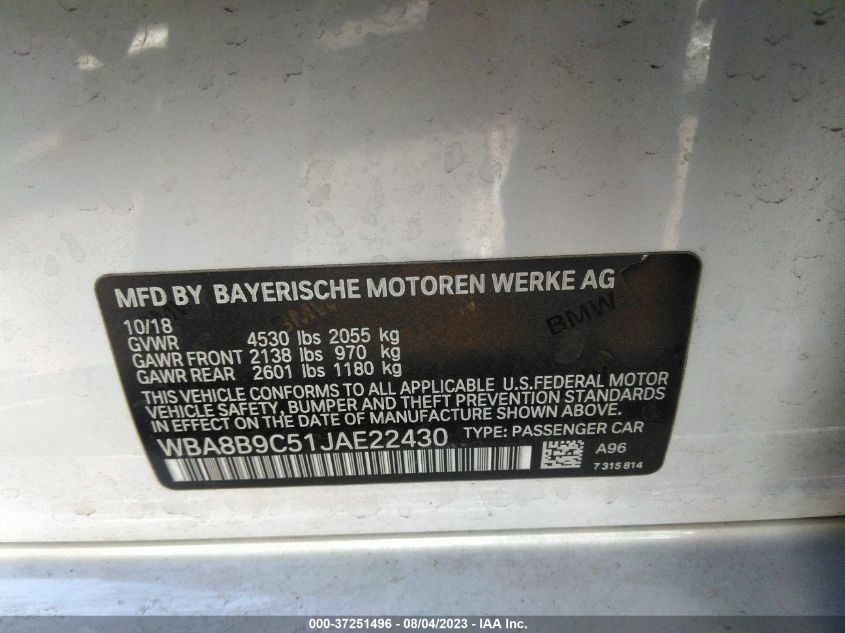 MFD BY BAYERISCHE MOTOREN WERKE AG
10/18
GVWR 4530 lbs 2055 kg
GAWR FRONT 2138 lbs 970 kg
GAWR REAR 2601 lbs 1180 kg
THIS VEHICLE CONFORMS TO ALL APPLICABLE U.S.FEDERAL MOTOR
VEHICLE SAFETY, BUMPER AND THEFT PREVENTION STANDARDS
IN EFFECT ON THE DATE OF MANUFACTURE SHOWN ABOVE.
WBA8B9C51JAE22430 TYPE: PASSENGER CAR
A96
7 315 814
BMW
BMW
000-37251496 - 08/04/2023 - IAA Inc.